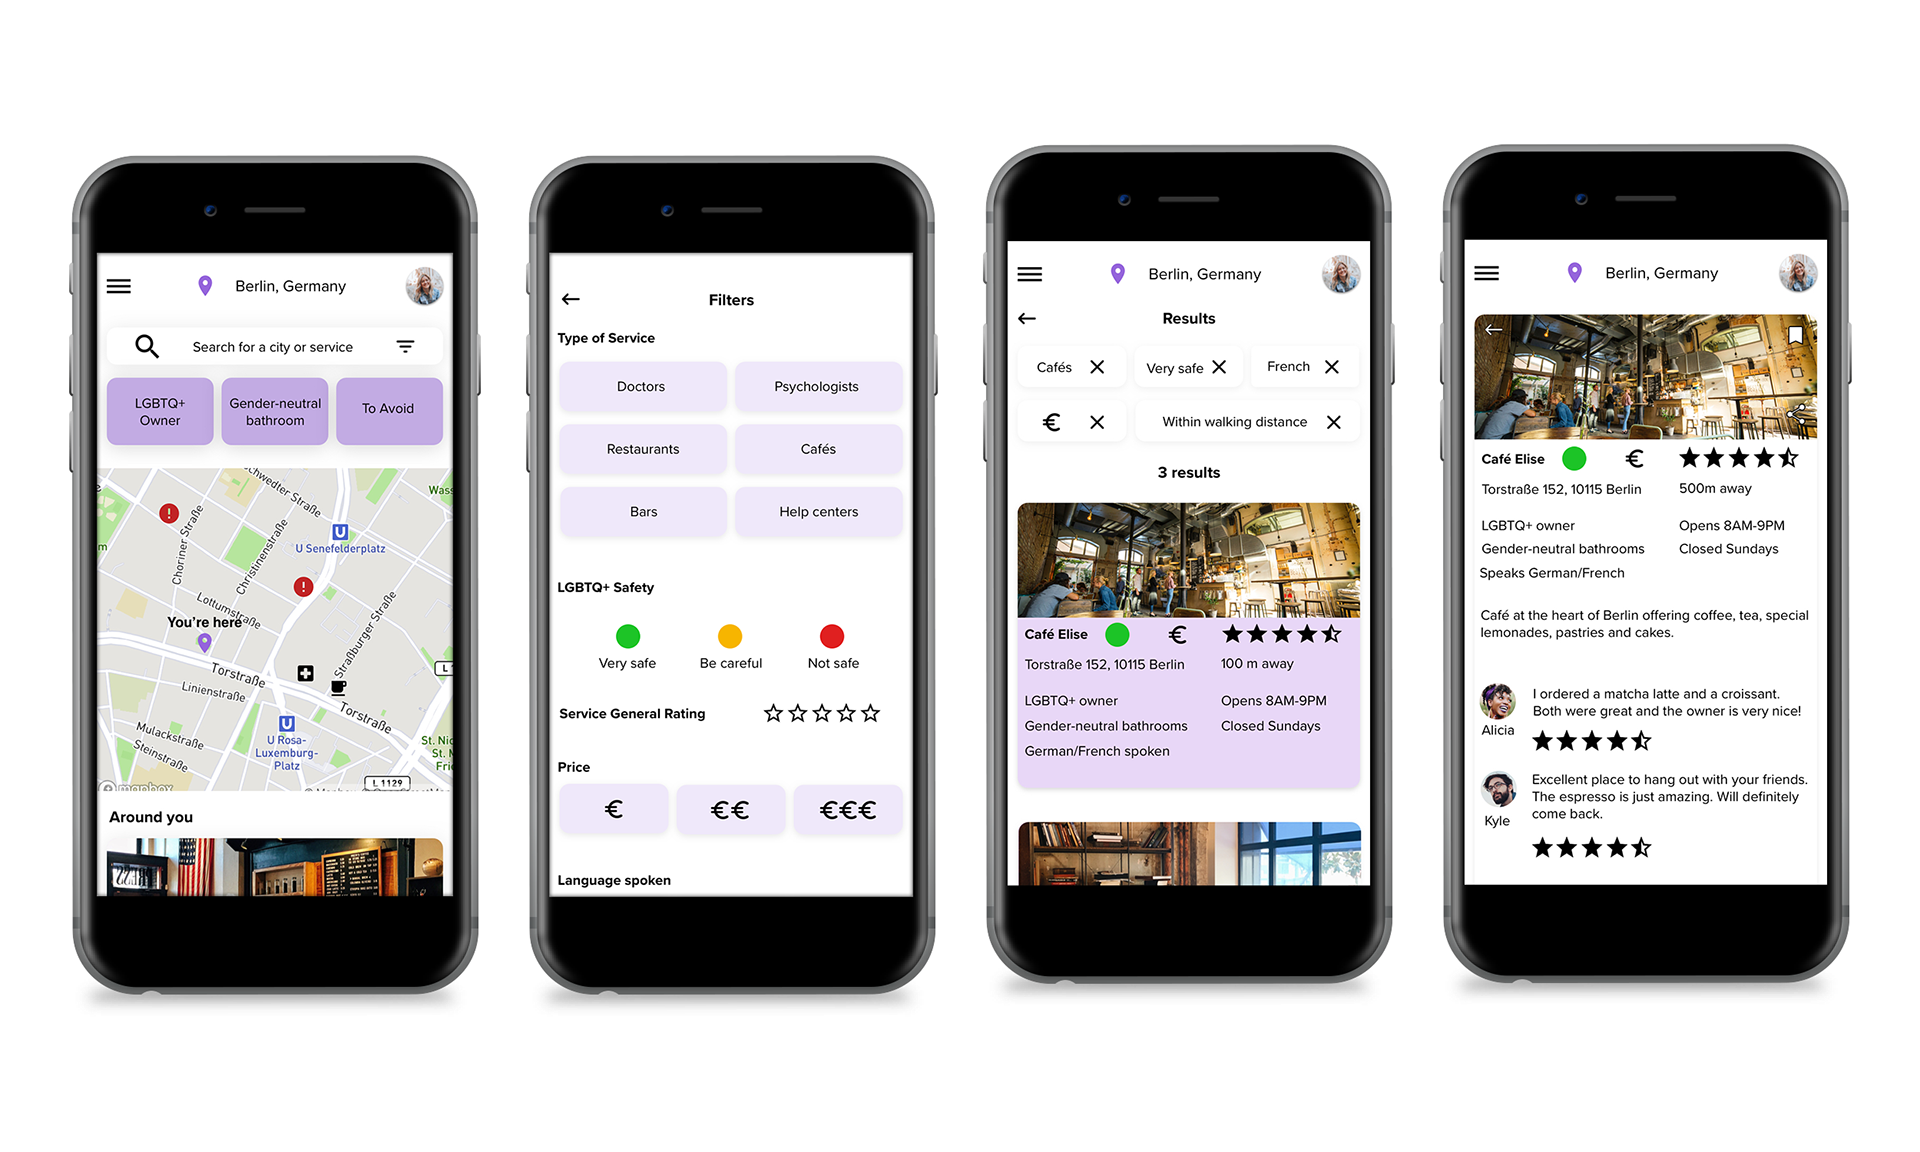 Berlin, Germany
Search for a city or service
LGBTQ+
Owner
Gender-neutral
bathroom
To Avoid
Schwedter Straße
Choriner Straße
Christinenstraße
U Senefelderplatz
Lottumstraße
You're here
Straßburger Straße
Torstraße
Linienstraße
Torstraße
Mulackstraße
Steinstraße
U Rosa-
Luxemburg-
Platz
L 1129
mapbox
Around you
Filters
Type of Service
Doctors
Psychologists
Restaurants
Cafés
Bars
Help centers
LGBTQ+ Safety
Very safe
Be careful
Not safe
Service General Rating
Price
€
€€
€€€
Language spoken
Berlin, Germany
Results
Cafés
Very safe
French
€
Within walking distance
3 results
Café Elise
€
Torstraße 152, 10115 Berlin
100 m away
LGBTQ+ owner
Opens 8AM-9PM
Gender-neutral bathrooms
Closed Sundays
German/French spoken
Berlin, Germany
Café Elise
€
Torstraße 152, 10115 Berlin
500m away
LGBTQ+ owner
Opens 8AM-9PM
Gender-neutral bathrooms
Closed Sundays
Speaks German/French
Café at the heart of Berlin offering coffee, tea, special
lemonades, pastries and cakes.
I ordered a matcha latte and a croissant.
Both were great and the owner is very nice!
Alicia
Excellent place to hang out with your friends.
The espresso is just amazing. Will definitely
come back.
Kyle